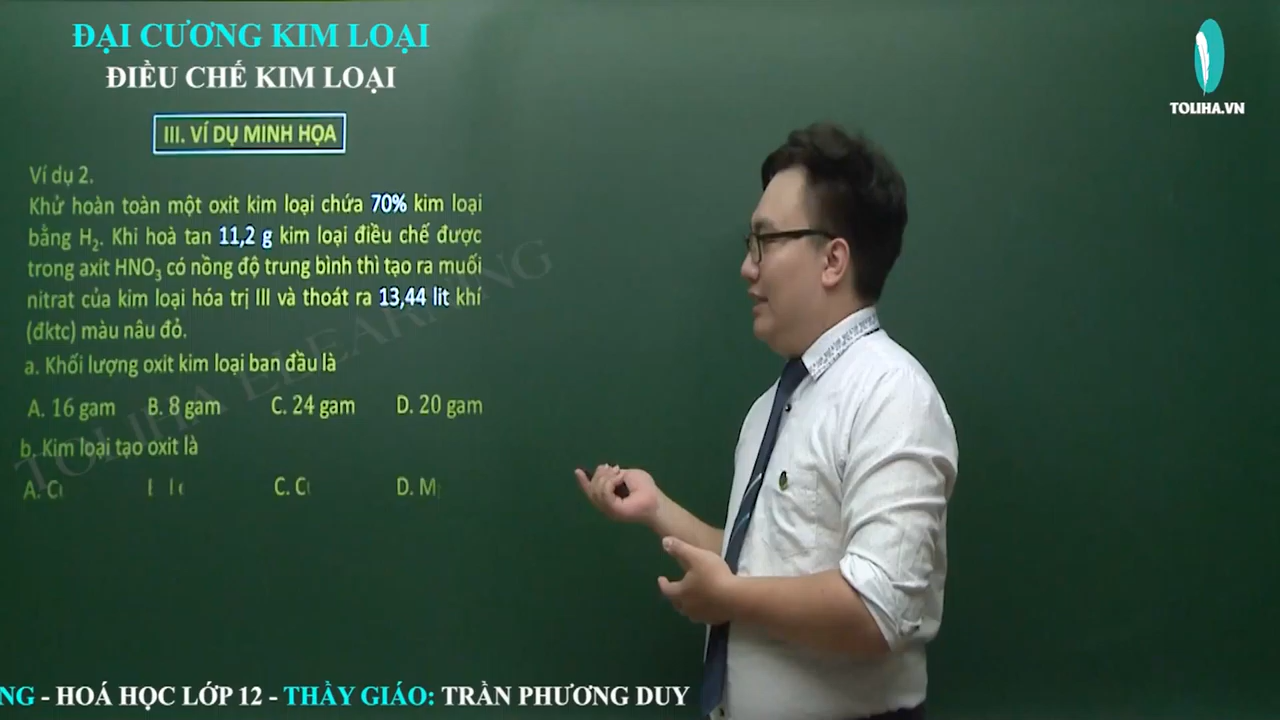 ĐẠI CƯƠNG KIM LOẠI
ĐIỀU CHẾ KIM LOẠI
TOLIHA.VN
III. VÍ DỤ MINH HỌA
Ví dụ 2.
Khử hoàn toàn một oxit kim loại chứa 70% kim loại
bằng H₂. Khi hoà tan 11,2 g kim loại điều chế được
trong axit HNO₃ có nồng độ trung bình thì tạo ra muối
nitrat của kim loại hóa trị III và thoát ra 13,44 lit khí
(đktc) màu nâu đỏ.
a. Khối lượng oxit kim loại ban đầu là
A. 16 gam B. 8 gam C. 24 gam D. 20 gam
b. Kim loại tạo oxit là
A. C C. C D. M
TOLIHA ELEARNING
NG - HOÁ HỌC LỚP 12 - THẦY GIÁO: TRẦN PHƯƠNG DUY